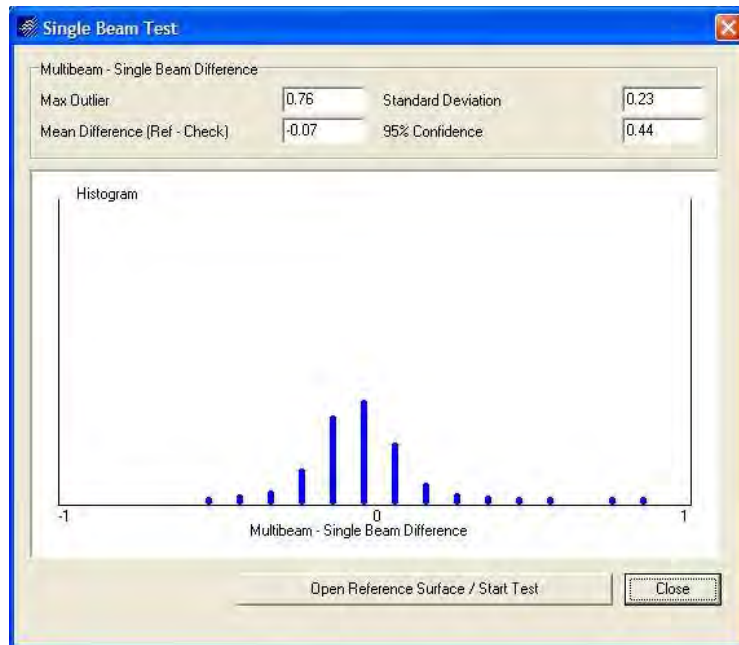 Single Beam Test
Multibeam - Single Beam Difference
Max Outlier 0.76 Standard Deviation 0.23
Mean Difference (Ref - Check) -0.07 95% Confidence 0.44
Histogram
-1 0 1
Multibeam - Single Beam Difference
Open Reference Surface / Start Test Close